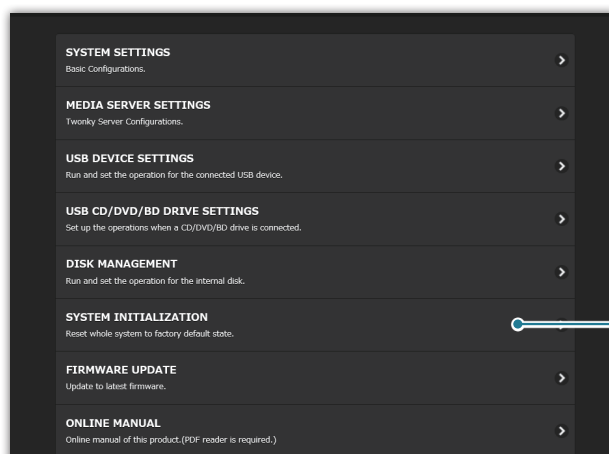 SYSTEM SETTINGS
Basic Configurations.
MEDIA SERVER SETTINGS
Twonky Server Configurations.
USB DEVICE SETTINGS
Run and set the operation for the connected USB device.
USB CD/DVD/BD DRIVE SETTINGS
Set up the operations when a CD/DVD/BD drive is connected.
DISK MANAGEMENT
Run and set the operation for the internal disk.
SYSTEM INITIALIZATION
Reset whole system to factory default state.
FIRMWARE UPDATE
Update to latest firmware.
ONLINE MANUAL
Online manual of this product.(PDF reader is required.)